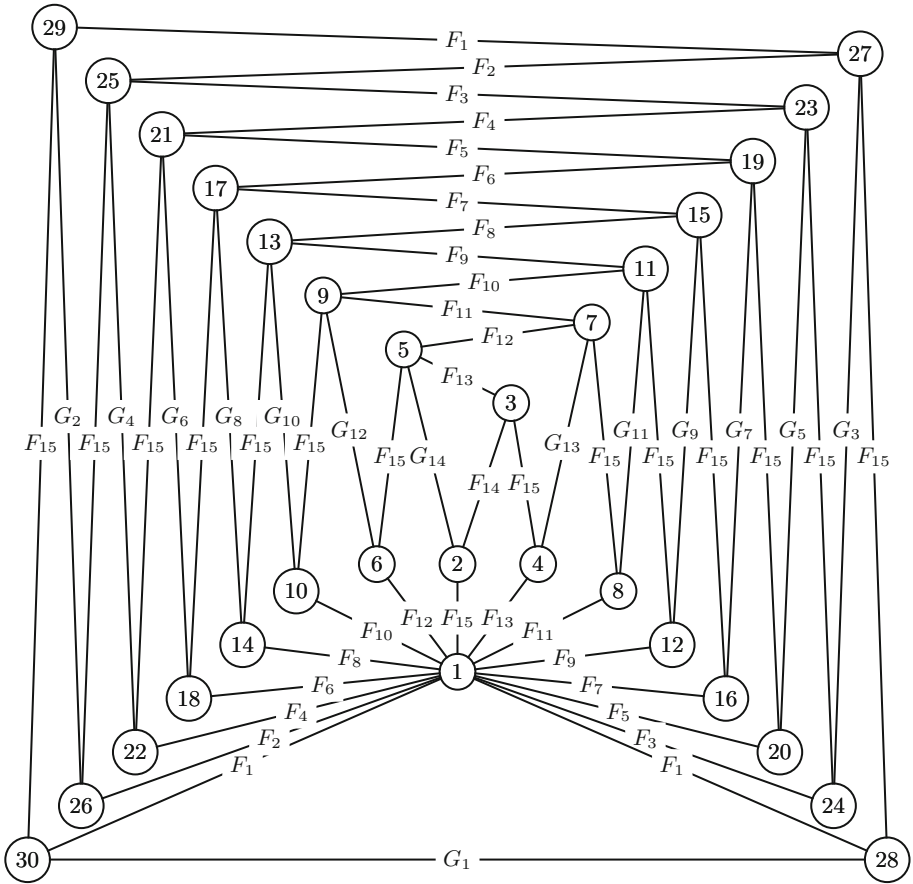 29
F₁
27
F₂
25
F₃
23
F₄
21
F₅
19
F₆
17
F₇
15
F₈
13
F₉
11
F₁₀
9
F₁₁
7
F₁₂
5
F₁₃
3
G₂ G₄ G₆ G₈ G₁₀ G₁₂ G₁₃ G₁₁ G₉ G₇ G₅ G₃
F₁₅ F₁₅ F₁₅ F₁₅ F₁₅ F₁₅ F₁₅ G₁₄ F₁₅ F₁₅ F₁₅ F₁₅ F₁₅ F₁₅
F₁₄ F₁₅
6 2 4
10 8
F₁₂ F₁₅ F₁₃
F₁₀ F₁₁
14 12
F₈ F₉
1
18 F₆ F₇ 16
F₄ F₅
F₂ F₃
22 20
F₁ F₁
26 24
30 G₁ 28